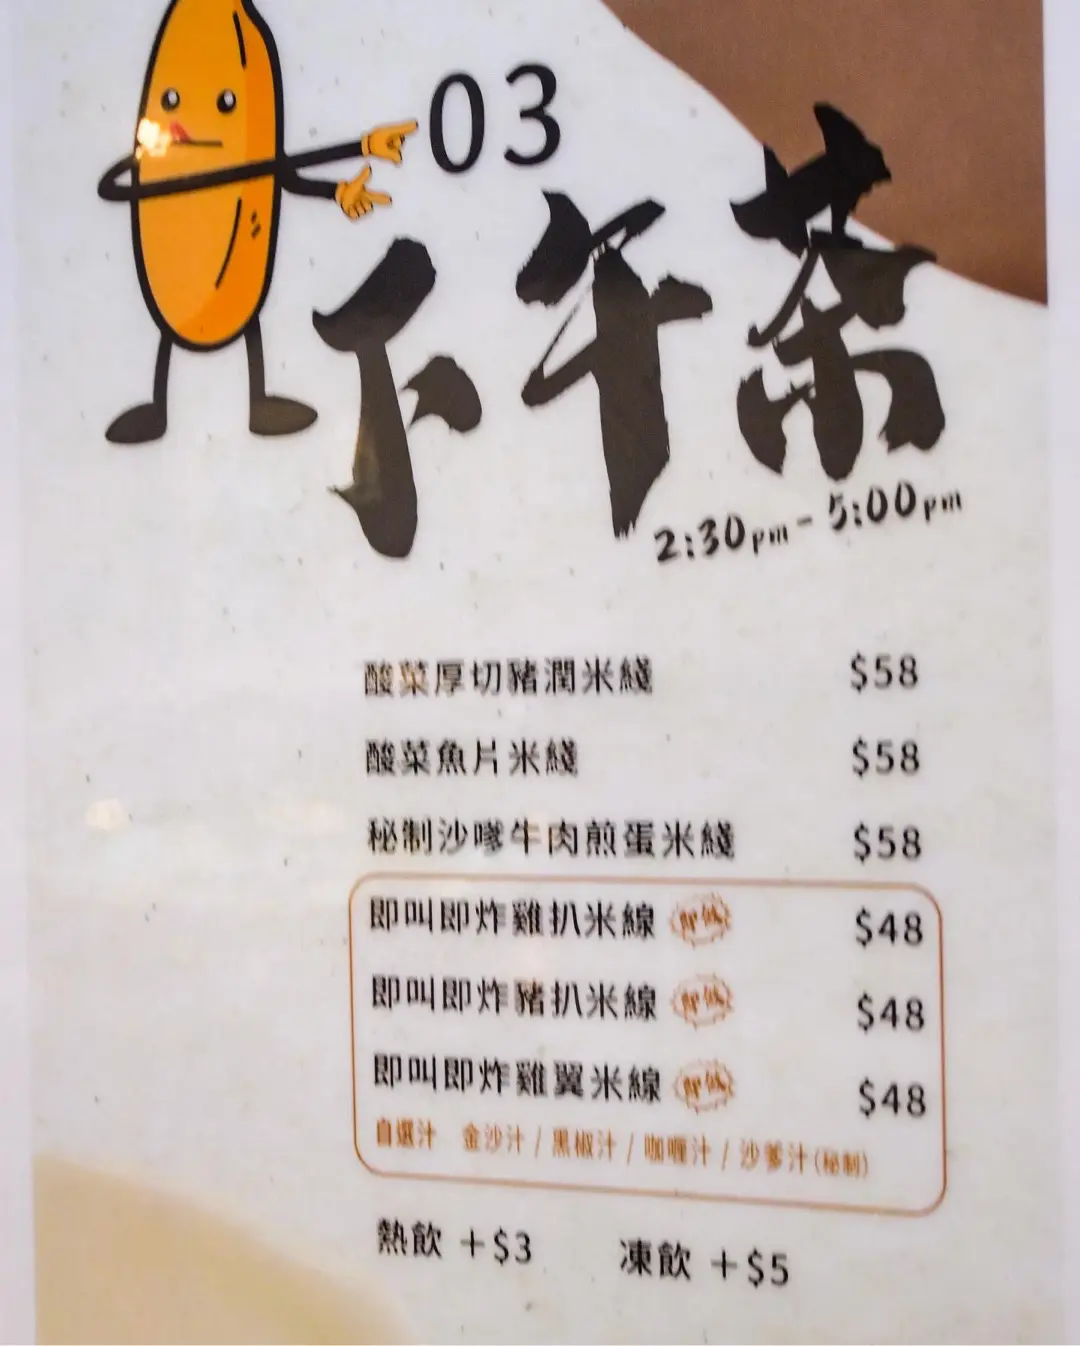 03
下午茶
2:30pm - 5:00pm
酸菜厚切豬潤米綫 $58
酸菜魚片米綫 $58
秘制沙嗲牛肉煎蛋米綫 $58
即叫即炸雞扒米線 $48
即叫即炸豬扒米線 $48
即叫即炸雞翼米線 $48
自選汁 金沙汁 / 黑椒汁 / 咖喱汁 / 沙爹汁(秘制)
熱飲 +$3 凍飲 +$5